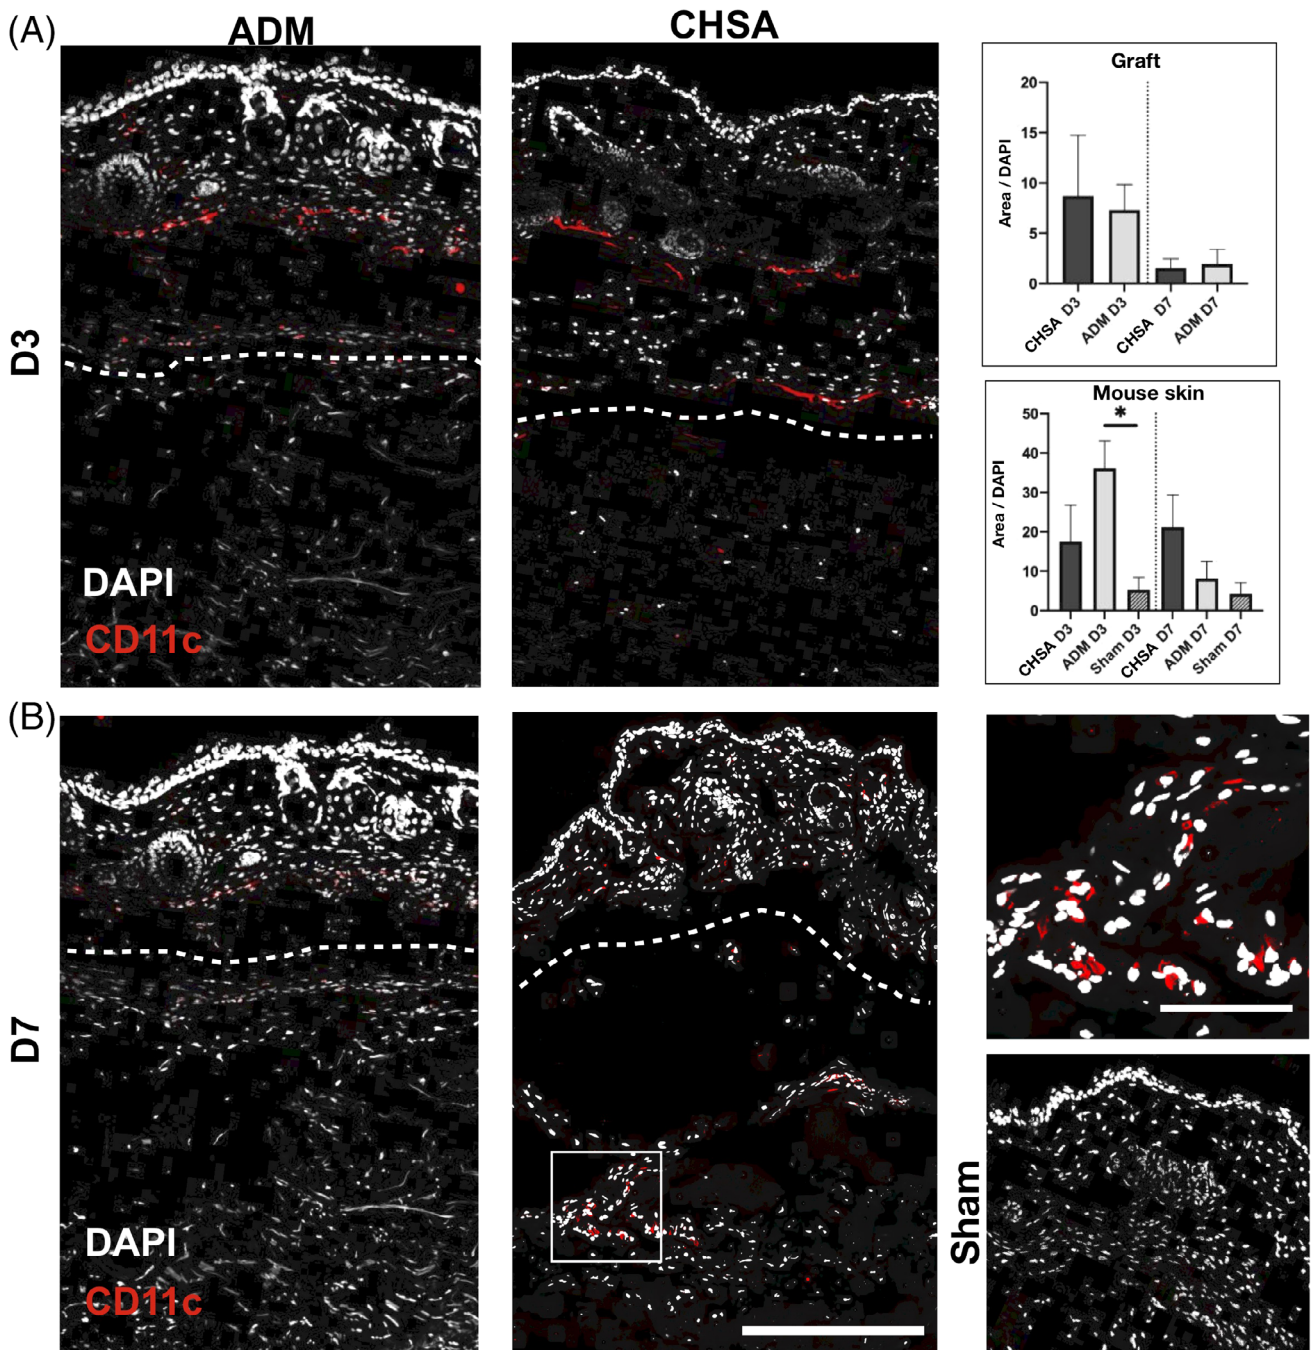 (A)
ADM
CHSA
D3
DAPI
CD11c
Graft
Area / DAPI
20
15
10
5
0
CHSA D3
ADM D3
CHSA D7
ADM D7
Mouse skin
Area / DAPI
50
40
30
20
10
0
*
CHSA D3
ADM D3
Sham D3
CHSA D7
ADM D7
Sham D7
(B)
D7
DAPI
CD11c
Sham